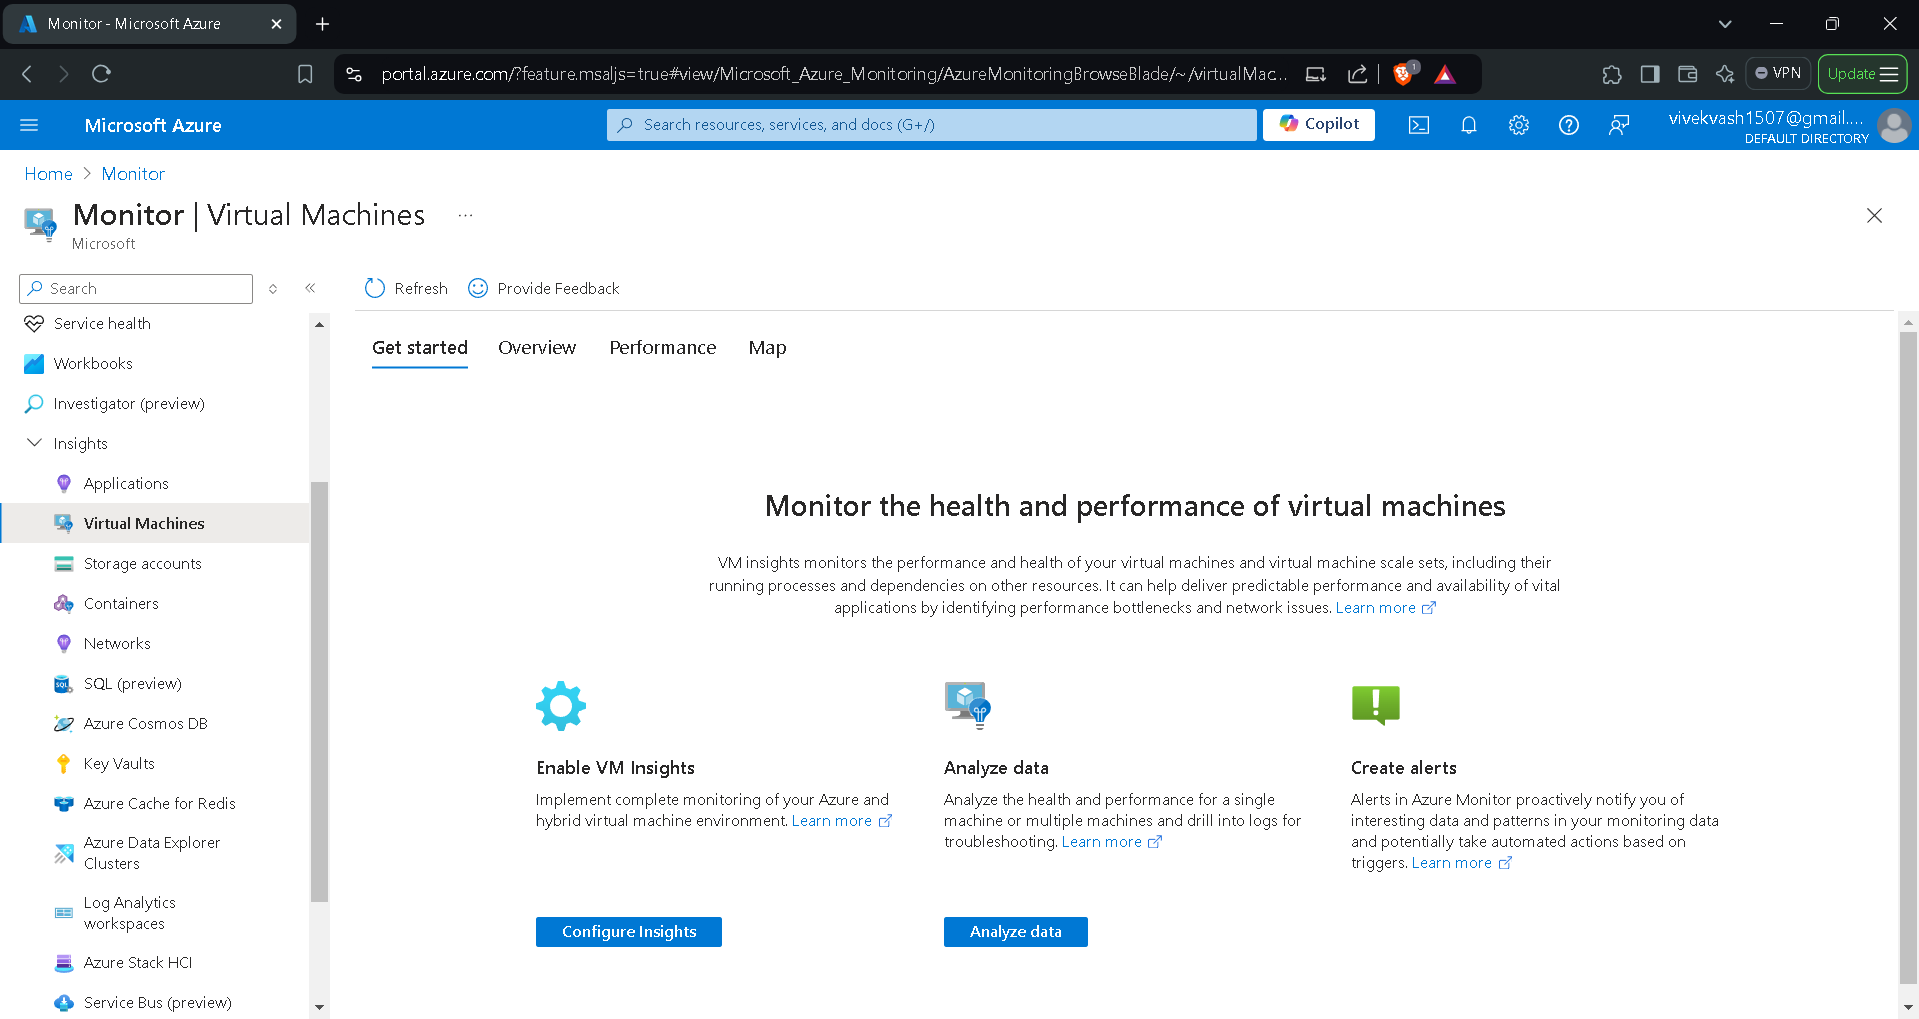 Monitor - Microsoft Azure
portal.azure.com/?feature.msaljs=true#view/Microsoft_Azure_Monitoring/AzureMonitoringBrowseBlade/~/virtualMac...
1
VPN
Update
Microsoft Azure
Search resources, services, and docs (G+/)
Copilot
vivekvash1507@gmail....
DEFAULT DIRECTORY
Home > Monitor
Monitor | Virtual Machines
...
Microsoft
Search
Refresh
Provide Feedback
Service health
Workbooks
Investigator (preview)
Insights
Applications
Virtual Machines
Storage accounts
Containers
Networks
SQL
SQL (preview)
Azure Cosmos DB
Key Vaults
Azure Cache for Redis
Azure Data Explorer
Clusters
Log Analytics
workspaces
Azure Stack HCI
Service Bus (preview)
Get started
Overview
Performance
Map
Monitor the health and performance of virtual machines
VM insights monitors the performance and health of your virtual machines and virtual machine scale sets, including their
running processes and dependencies on other resources. It can help deliver predictable performance and availability of vital
applications by identifying performance bottlenecks and network issues. Learn more
Enable VM Insights
Implement complete monitoring of your Azure and
hybrid virtual machine environment. Learn more
Configure Insights
Analyze data
Analyze the health and performance for a single
machine or multiple machines and drill into logs for
troubleshooting. Learn more
Analyze data
Create alerts
Alerts in Azure Monitor proactively notify you of
interesting data and patterns in your monitoring data
and potentially take automated actions based on
triggers. Learn more